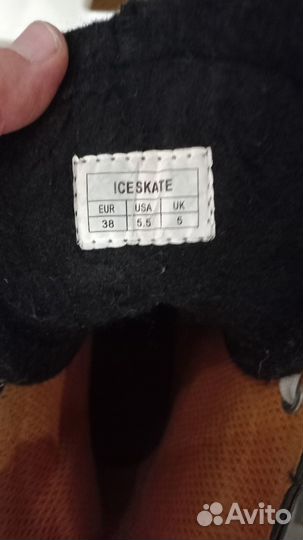 ICESKATE
EUR USA UK
38 5.5 5
Avito